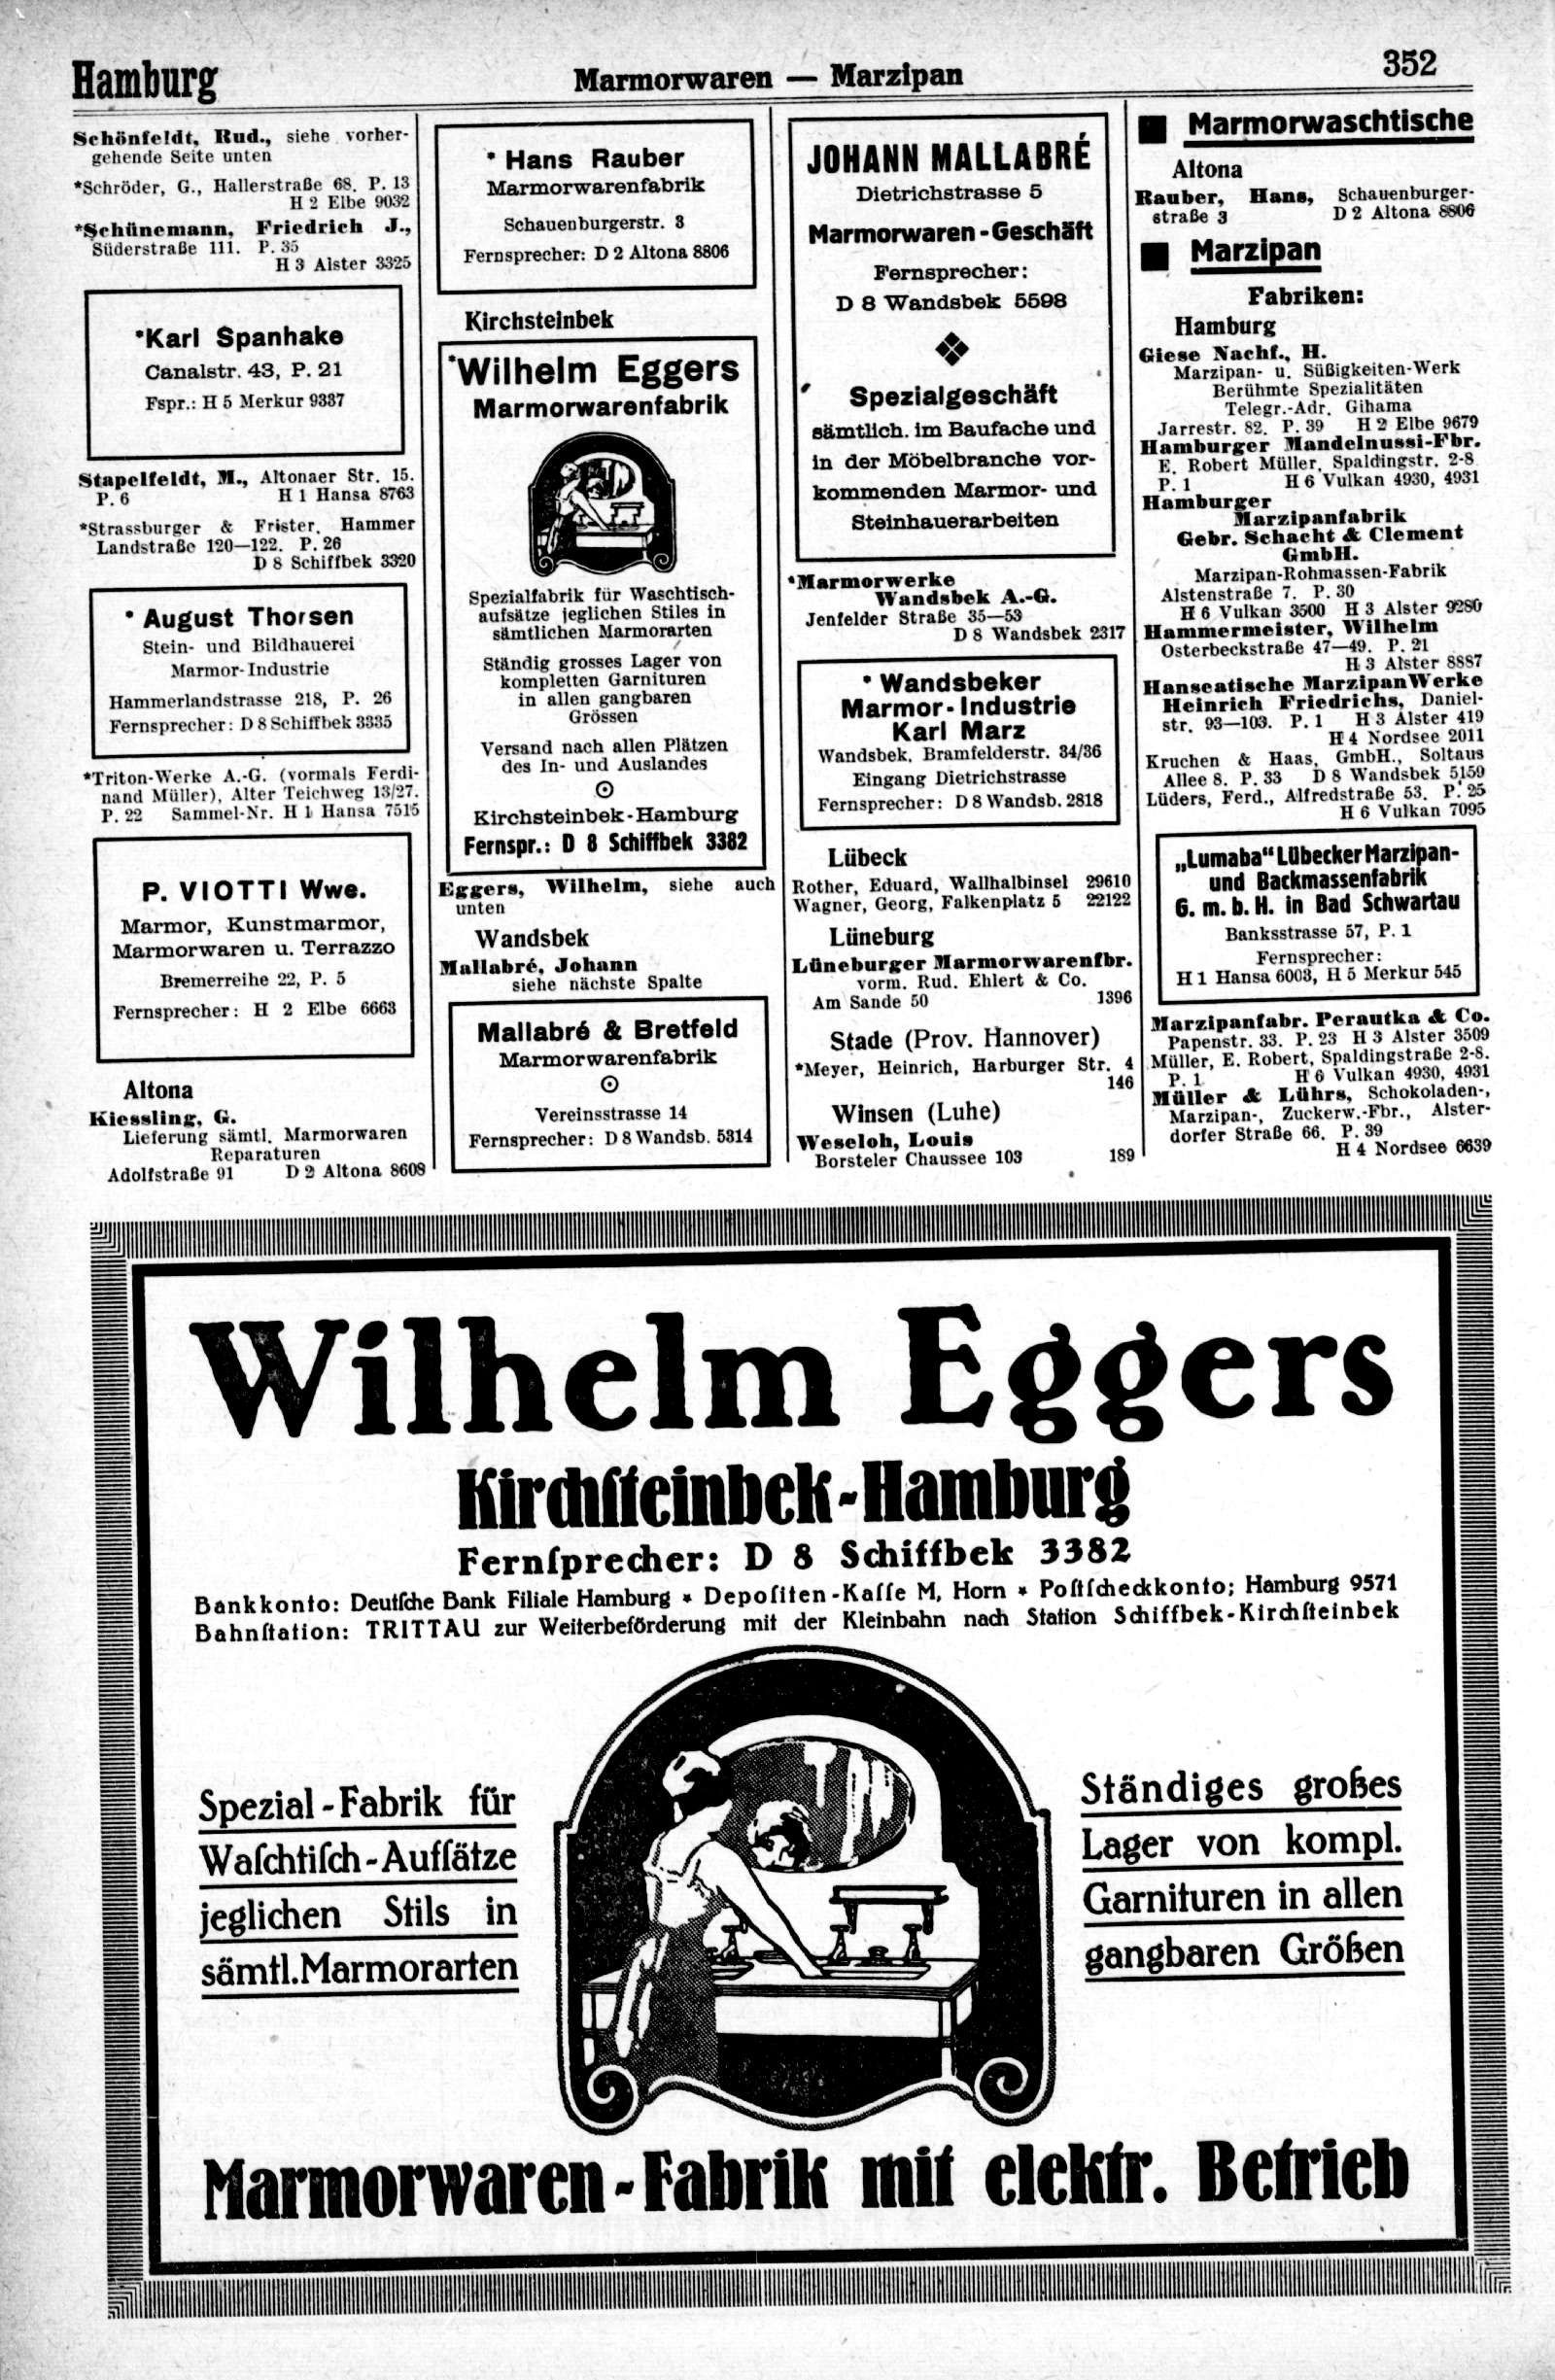 Hamburg
Marmorwaren — Marzipan
352
Schönfeldt, Rud., siehe vorher-
gehende Seite unten
*Schröder, G., Hallerstraße 68. P. 13
H 2 Elbe 9032
*Schünemann, Friedrich J.,
Süderstraße 111. P. 35
H 3 Alster 3325
*Karl Spanhake
Canalstr. 43, P. 21
Fspr.: H 5 Merkur 9337
Stapelfeldt, M., Altonaer Str. 15.
P. 6 H 1 Hansa 8763
*Strassburger & Frister, Hammer
Landstraße 120—122. P. 26
D 8 Schiffbek 3320
* August Thorsen
Stein- und Bildhauerei
Marmor-Industrie
Hammerlandstrasse 218, P. 26
Fernsprecher: D 8 Schiffbek 3335
*Triton-Werke A.-G. (vormals Ferdi-
nand Müller), Alter Teichweg 13/27.
P. 22 Sammel-Nr. H 1 Hansa 7515
P. VIOTTI Wwe.
Marmor, Kunstmarmor,
Marmorwaren u. Terrazzo
Bremerreihe 22, P. 5
Fernsprecher: H 2 Elbe 6663
Altona
Kiessling, G.
Lieferung sämtl. Marmorwaren
Reparaturen
Adolfstraße 91 D 2 Altona 8608
* Hans Rauber
Marmorwarenfabrik
Schauenburgerstr. 3
Fernsprecher: D 2 Altona 8806
Kirchsteinbek
*Wilhelm Eggers
Marmorwarenfabrik
Spezialfabrik für Waschtisch-
aufsätze jeglichen Stiles in
sämtlichen Marmorarten
Ständig grosses Lager von
kompletten Garnituren
in allen gangbaren
Grössen
Versand nach allen Plätzen
des In- und Auslandes
Kirchsteinbek-Hamburg
Fernspr.: D 8 Schiffbek 3382
Eggers, Wilhelm, siehe auch
unten
Wandsbek
Mallabré, Johann
siehe nächste Spalte
Mallabré & Bretfeld
Marmorwarenfabrik
Vereinsstrasse 14
Fernsprecher: D 8 Wandsb. 5314
JOHANN MALLABRÉ
Dietrichstrasse 5
Marmorwaren-Geschäft
Fernsprecher:
D 8 Wandsbek 5598
Spezialgeschäft
sämtlich. im Baufache und
in der Möbelbranche vor-
kommenden Marmor- und
Steinhauerarbeiten
*Marmorwerke
Wandsbek A.-G.
Jenfelder Straße 35—53
D 8 Wandsbek 2317
* Wandsbeker
Marmor-Industrie
Karl Marz
Wandsbek, Bramfelderstr. 34/36
Eingang Dietrichstrasse
Fernsprecher: D 8 Wandsb. 2818
Lübeck
Rother, Eduard, Wallhalbinsel 29610
Wagner, Georg, Falkenplatz 5 22122
Lüneburg
Lüneburger Marmorwarenfbr.
vorm. Rud. Ehlert & Co.
Am Sande 50 1396
Stade (Prov. Hannover)
*Meyer, Heinrich, Harburger Str. 4
146
Winsen (Luhe)
Weseloh, Louis
Borsteler Chaussee 103 189
Marmorwaschtische
Altona
Rauber, Hans, Schauenburger-
straße 3 D 2 Altona 8806
Marzipan
Fabriken:
Hamburg
Giese Nachf., H.
Marzipan- u. Süßigkeiten-Werk
Berühmte Spezialitäten
Telegr.-Adr. Gihama
Jarrestr. 82. P. 39 H 2 Elbe 9679
Hamburger Mandelnussi-Fbr.
E. Robert Müller, Spaldingstr. 2-8
P. 1 H 6 Vulkan 4930, 4931
Hamburger
Marzipanfabrik
Gebr. Schacht & Clement
GmbH.
Marzipan-Rohmassen-Fabrik
Alstenstraße 7. P. 30
H 6 Vulkan 3500 H 3 Alster 9280
Hammermeister, Wilhelm
Osterbeckstraße 47—49. P. 21
H 3 Alster 8887
Hanseatische MarzipanWerke
Heinrich Friedrichs, Daniel-
str. 93—103. P. 1 H 3 Alster 419
H 4 Nordsee 2011
Kruchen & Haas, GmbH., Soltaus
Allee 8. P. 33 D 8 Wandsbek 5159
Lüders, Ferd., Alfredstraße 53. P. 25
H 6 Vulkan 7095
„Lumaba“ Lübecker Marzipan-
und Backmassenfabrik
G. m. b. H. in Bad Schwartau
Banksstrasse 57, P. 1
Fernsprecher:
H 1 Hansa 6003, H 5 Merkur 545
Marzipanfabr. Perautka & Co.
Papenstr. 33. P. 23 H 3 Alster 3509
Müller, E. Robert, Spaldingstraße 2-8.
P. 1 H 6 Vulkan 4930, 4931
Müller & Lührs, Schokoladen-,
Marzipan-, Zuckerw.-Fbr., Alster-
dorfer Straße 66. P. 39
H 4 Nordsee 6639
Wilhelm Eggers
Kirchſteinbek-Hamburg
Fernſprecher: D 8 Schiffbek 3382
Bankkonto: Deutſche Bank Filiale Hamburg * Depoſiten-Kaſſe M, Horn * Poſtſcheckkonto; Hamburg 9571
Bahnſtation: TRITTAU zur Weiterbeförderung mit der Kleinbahn nach Station Schiffbek-Kirchſteinbek
Spezial-Fabrik für
Waſchtiſch-Aufſätze
jeglichen Stils in
sämtl.Marmorarten
Ständiges großes
Lager von kompl.
Garnituren in allen
gangbaren Größen
Marmorwaren-Fabrik mit elektr. Betrieb